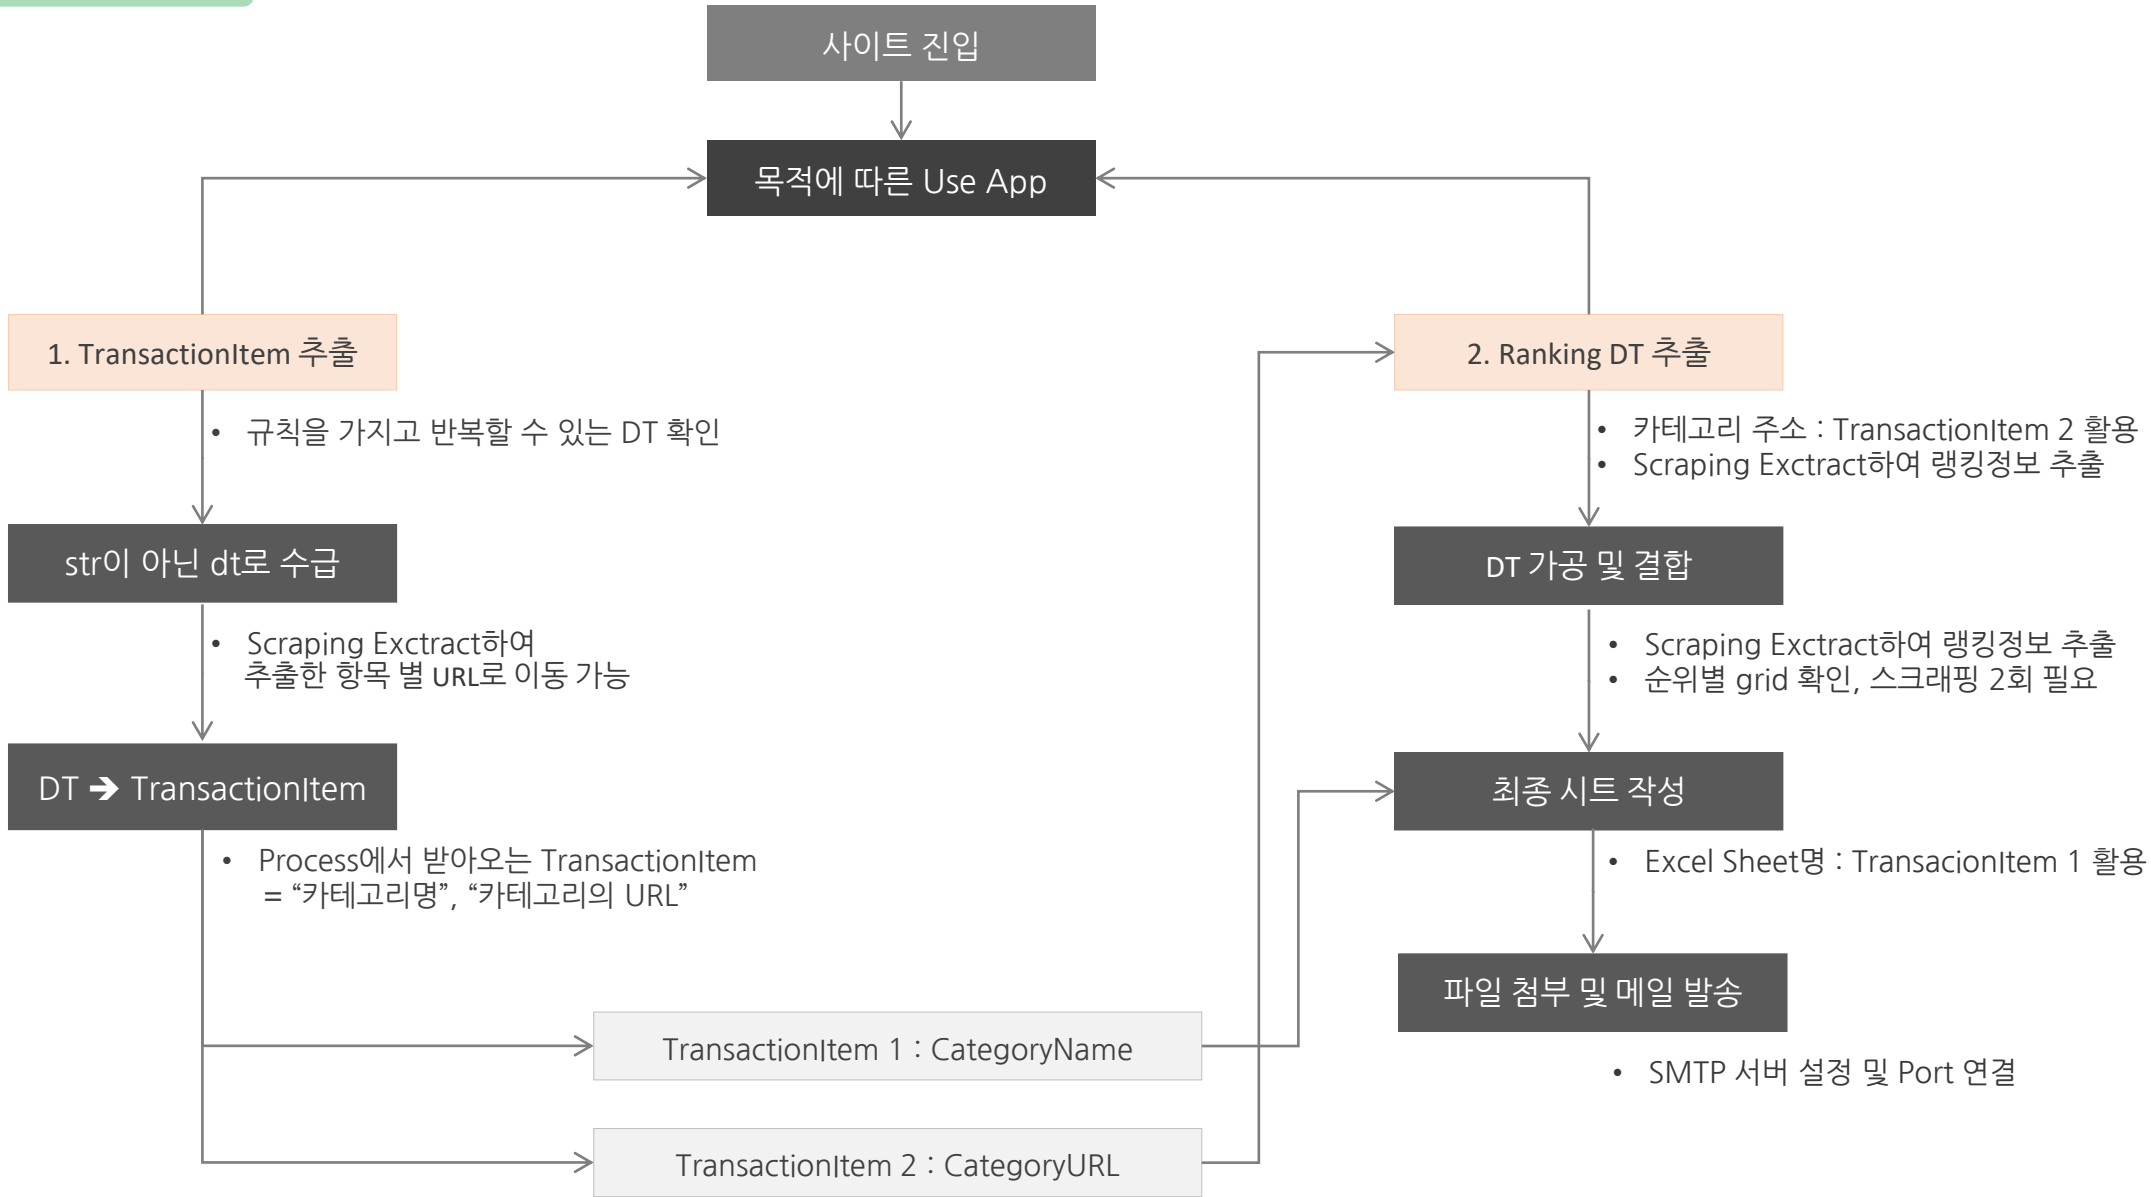 사이트 진입
목적에 따른 Use App
1. TransactionItem 추출
• 규칙을 가지고 반복할 수 있는 DT 확인
str이 아닌 dt로 수급
• Scraping Exctract하여
추출한 항목 별 URL로 이동 가능
DT ➔ TransactionItem
• Process에서 받아오는 TransactionItem
= “카테고리명”, “카테고리의 URL”
TransactionItem 1 : CategoryName
TransactionItem 2 : CategoryURL
2. Ranking DT 추출
• 카테고리 주소 : TransactionItem 2 활용
• Scraping Exctract하여 랭킹정보 추출
DT 가공 및 결합
• Scraping Exctract하여 랭킹정보 추출
• 순위별 grid 확인, 스크래핑 2회 필요
최종 시트 작성
• Excel Sheet명 : TransacionItem 1 활용
파일 첨부 및 메일 발송
• SMTP 서버 설정 및 Port 연결